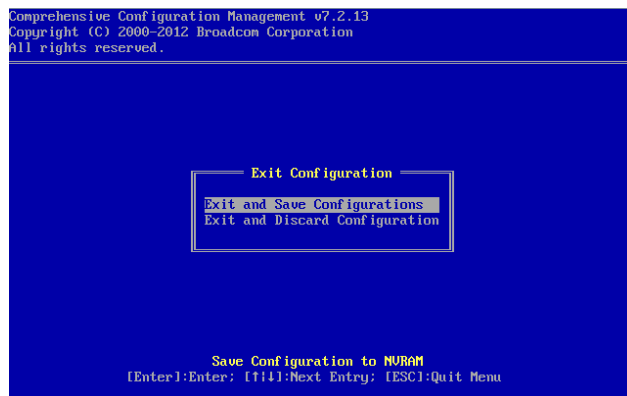 Comprehensive Configuration Management v7.2.13
Copyright (C) 2000-2012 Broadcom Corporation
All rights reserved.
Exit Configuration
Exit and Save Configurations
Exit and Discard Configuration
Save Configuration to NVRAM
[Enter]:Enter; [↑|↓]:Next Entry; [ESC]:Quit Menu